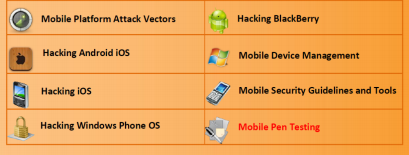 Mobile Platform Attack Vectors
Hacking BlackBerry
Hacking Android iOS
Mobile Device Management
Hacking iOS
Mobile Security Guidelines and Tools
Hacking Windows Phone OS
Mobile Pen Testing